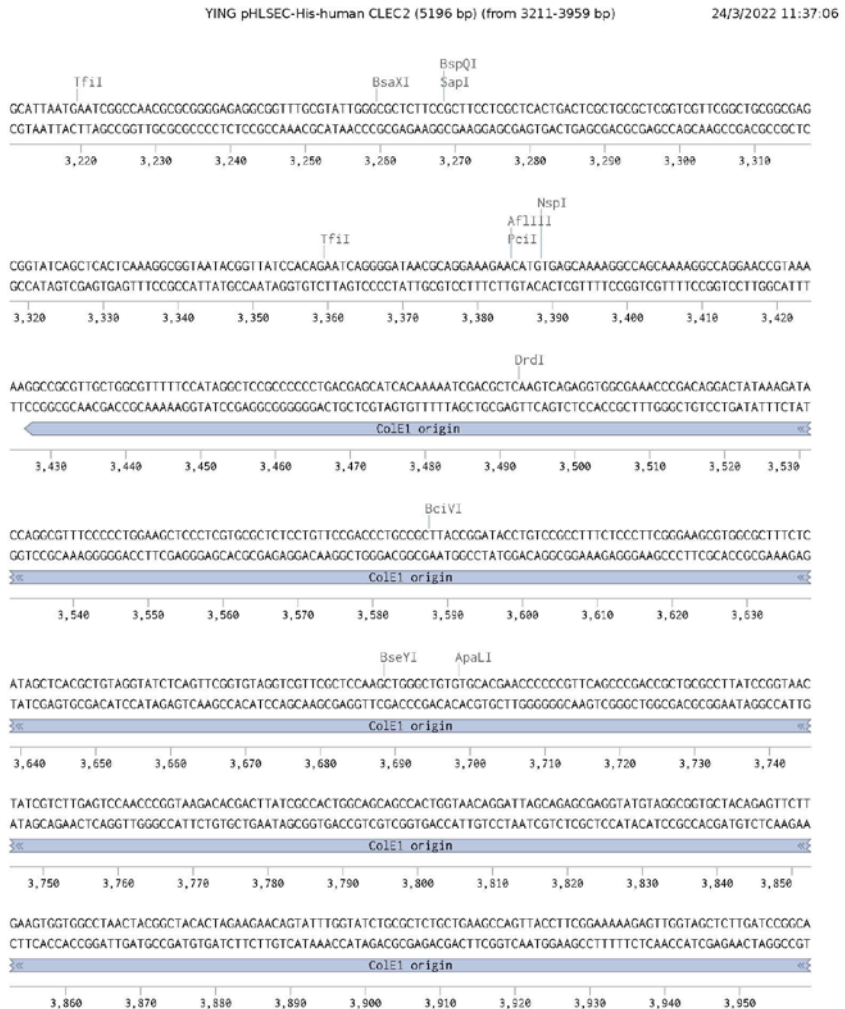 YING pHLSEC-His-human CLEC2 (5196 bp) (from 3211-3959 bp) 24/3/2022 11:37:06
BspQI
TfiI BsaXI SapI
GCATTAATGAATCGGCCAACGCGCGGGGAGAGGCGGTTTGCGTATTGGGCGCTCTTCCGCTTCCTCGCTCACTGACTCGCTGCGCTCGGTCGTTCGGCTGCGGCGAG
CGTAATTACTTAGCCGGTTGCGCGCCCCTCTCCGCCAAACGCATAACCCGCGAGAAGGCGAAGGAGCGAGTGACTGAGCGACGCGAGCCAGCAAGCCGACGCCGCTC
3,220 3,230 3,240 3,250 3,260 3,270 3,280 3,290 3,300 3,310
NspI
AflIII
TfiI PciI
CGGTATCAGCTCACTCAAAGGCGGTAATACGGTTATCCACAGAATCAGGGGATAACGCAGGAAAGAACATGTGAGCAAAAGGCCAGCAAAAGGCCAGGAACCGTAAA
GCCATAGTCGAGTGAGTTTCCGCCATTATGCCAATAGGTGTCTTAGTCCCCTATTGCGTCCTTTCTTGTACACTCGTTTTCCGGTCGTTTTCCGGTCCTTGGCATTT
3,320 3,330 3,340 3,350 3,360 3,370 3,380 3,390 3,400 3,410 3,420
DrdI
AAGGCCGCGTTGCTGGCGTTTTTCCATAGGCTCCGCCCCCCTGACGAGCATCACAAAAATCGACGCTCAAGTCAGAGGTGGCGAAACCCGACAGGACTATAAAGATA
TTCCGGCGCAACGACCGCAAAAAGGTATCCGAGGCGGGGGGACTGCTCGTAGTGTTTTTAGCTGCGAGTTCAGTCTCCACCGCTTTGGGCTGTCCTGATATTTCTAT
ColE1 origin
3,430 3,440 3,450 3,460 3,470 3,480 3,490 3,500 3,510 3,520 3,530
BciVI
CCAGGCGTTTCCCCCTGGAAGCTCCCTCGTGCGCTCTCCTGTTCCGACCCTGCCGCTTACCGGATACCTGTCCGCCTTTCTCCCTTCGGGAAGCGTGGCGCTTTCTC
GGTCCGCAAAGGGGGACCTTCGAGGGAGCACGCGAGAGGACAAGGCTGGGACGGCGAATGGCCTATGGACAGGCGGAAAGAGGGAAGCCCTTCGCACCGCGAAAGAG
ColE1 origin
3,540 3,550 3,560 3,570 3,580 3,590 3,600 3,610 3,620 3,630
BseYI ApaLI
ATAGCTCACGCTGTAGGTATCTCAGTTCGGTGTAGGTCGTTCGCTCCAAGCTGGGCTGTGTGCACGAACCCCCCGTTCAGCCCGACCGCTGCGCCTTATCCGGTAAC
TATCGAGTGCGACATCCATAGAGTCAAGCCACATCCAGCAAGCGAGGTTCGACCCGACACACGTGCTTGGGGGGCAAGTCGGGCTGGCGACGCGGAATAGGCCATTG
ColE1 origin
3,640 3,650 3,660 3,670 3,680 3,690 3,700 3,710 3,720 3,730 3,740
TATCGTCTTGAGTCCAACCCGGTAAGACACGACTTATCGCCACTGGCAGCAGCCACTGGTAACAGGATTAGCAGAGCGAGGTATGTAGGCGGTGCTACAGAGTTCTT
ATAGCAGAACTCAGGTTGGGCCATTCTGTGCTGAATAGCGGTGACCGTCGTCGGTGACCATTGTCCTAATCGTCTCGCTCCATACATCCGCCACGATGTCTCAAGAA
ColE1 origin
3,750 3,760 3,770 3,780 3,790 3,800 3,810 3,820 3,830 3,840 3,850
GAAGTGGTGGCCTAACTACGGCTACACTAGAAGAACAGTATTTGGTATCTGCGCTCTGCTGAAGCCAGTTACCTTCGGAAAAAGAGTTGGTAGCTCTTGATCCGGCA
CTTCACCACCGGATTGATGCCGATGTGATCTTCTTGTCATAAACCATAGACGCGAGACGACTTCGGTCAATGGAAGCCTTTTTCTCAACCATCGAGAACTAGGCCGT
ColE1 origin
3,860 3,870 3,880 3,890 3,900 3,910 3,920 3,930 3,940 3,950